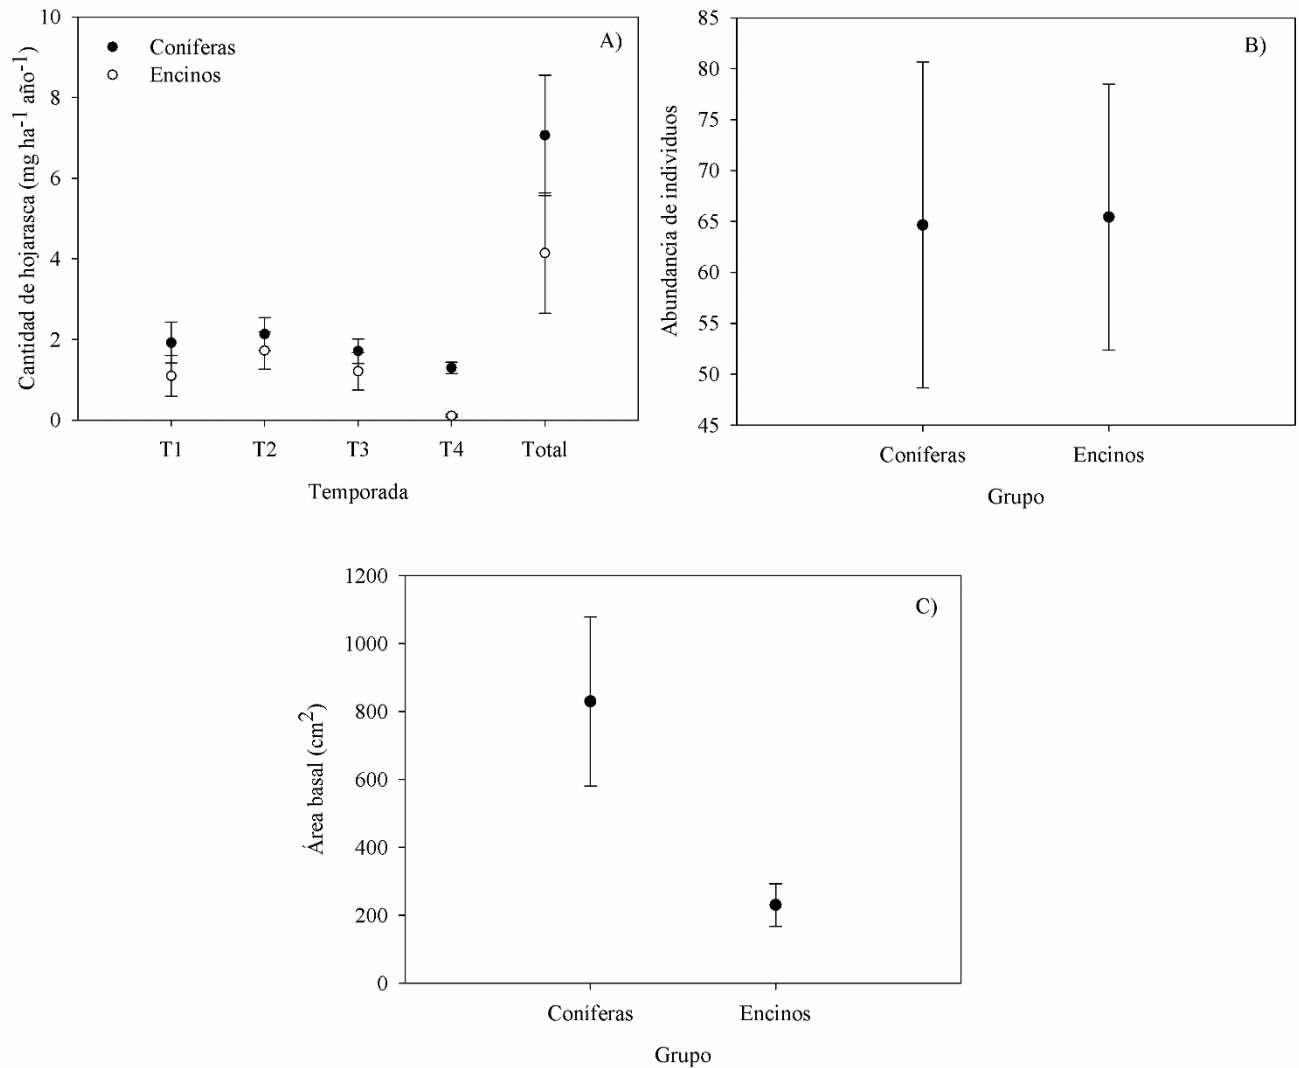 A)
Coníferas
Encinos
Cantidad de hojarasca (mg ha⁻¹ año⁻¹)
10
8
6
4
2
0
T1 T2 T3 T4 Total
Temporada
B)
Abundancia de individuos
85
80
75
70
65
60
55
50
45
Coníferas Encinos
Grupo
C)
Área basal (cm²)
1200
1000
800
600
400
200
0
Coníferas Encinos
Grupo